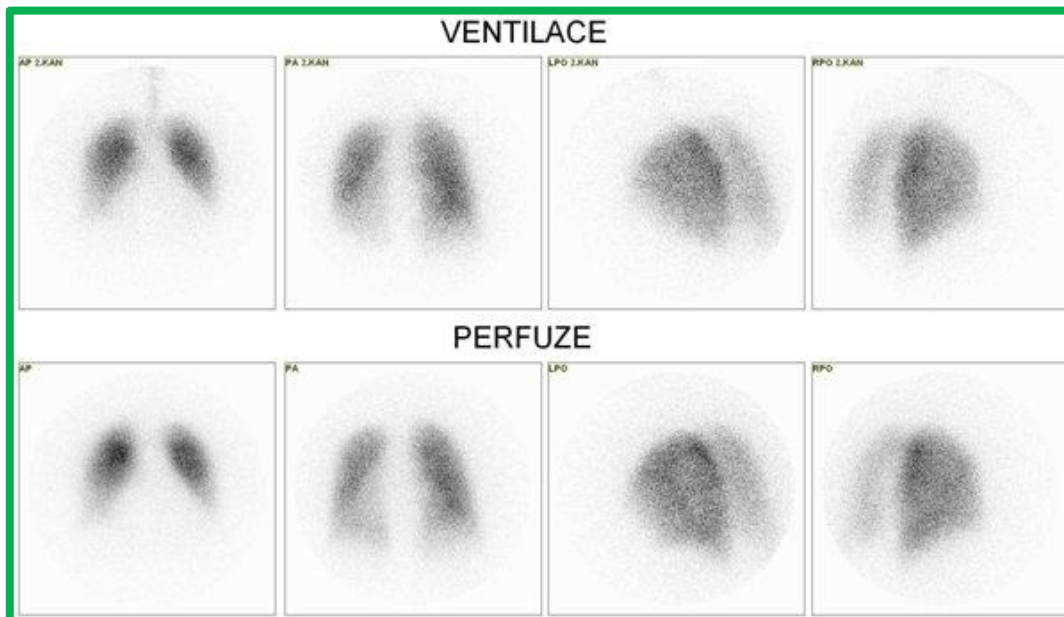 VENTILACE
AP 2.KAN
PA 2.KAN
LPO 2.KAN
RPO 2.KAN
PERFUZE
AP
PA
LPO
RPO